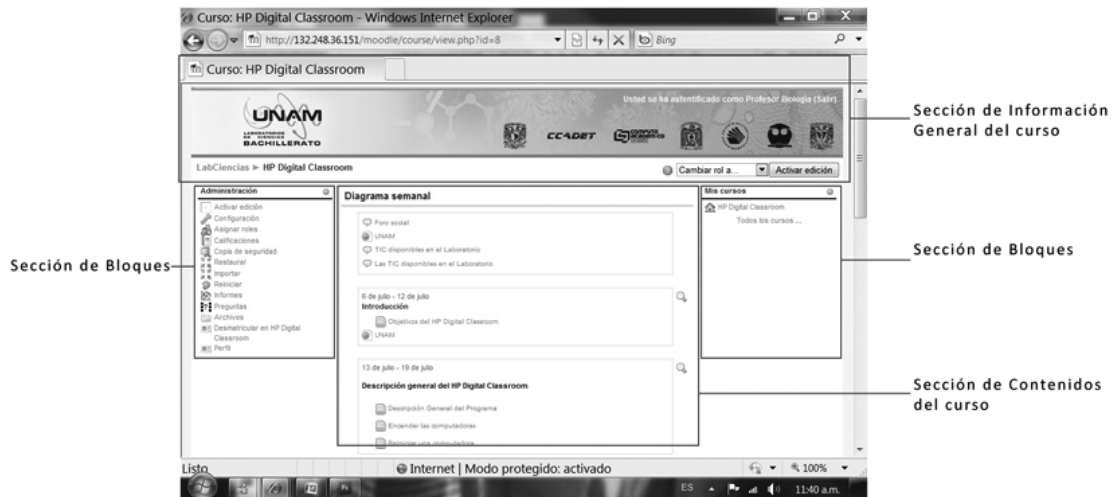 Curso: HP Digital Classroom - Windows Internet Explorer
http://132.248.36.151/moodle/course/view.php?id=8
Bing
Curso: HP Digital Classroom
Usted se ha autentificado como Profesor Biologia (Salir)
UNAM
LABORATORIOS
DE CIENCIAS
BACHILLERATO
CCADET
LabCiencias ► HP Digital Classroom
Cambiar rol a...
Activar edición
Sección de Información
General del curso
Administración
Activar edición
Configuración
Asignar roles
Calificaciones
Copia de seguridad
Restaurar
Importar
Reiniciar
Informes
Preguntas
Archivos
Desmatricular en HP Digital
Classroom
Perfil
Sección de Bloques
Diagrama semanal
Foro social
UNAM
TIC disponibles en el Laboratorio
Las TIC disponibles en el Laboratorio
6 de julio - 12 de julio
Introducción
Objetivos del HP Digital Classroom
UNAM
13 de julio - 19 de julio
Descripción general del HP Digital Classroom
Descripción General del Programa
Encender las computadoras
Reiniciar una computadora
Mis cursos
HP Digital Classroom
Todos los cursos ...
Sección de Bloques
Sección de Contenidos
del curso
Listo
Internet | Modo protegido: activado
100%
ES
11:40 a.m.